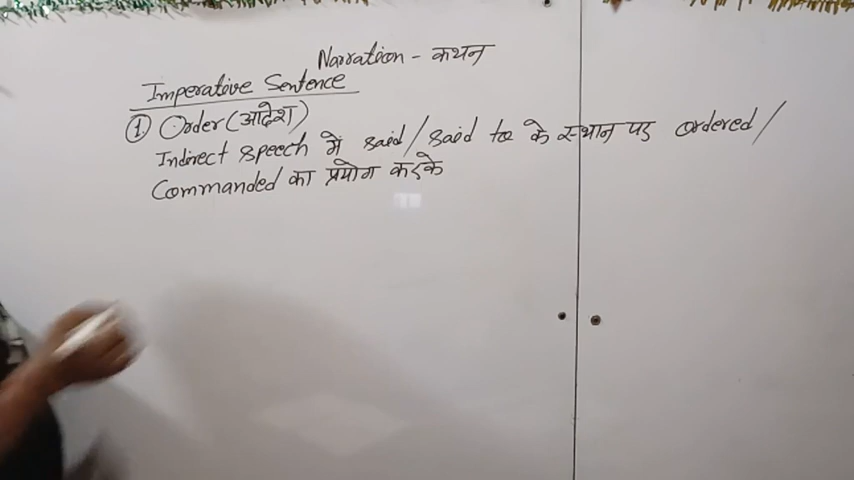 Narration - कथन
Imperative Sentence
① Order (आदेश)
Indirect speech में said/said to के स्थान पर ordered/
Commanded का प्रयोग करके